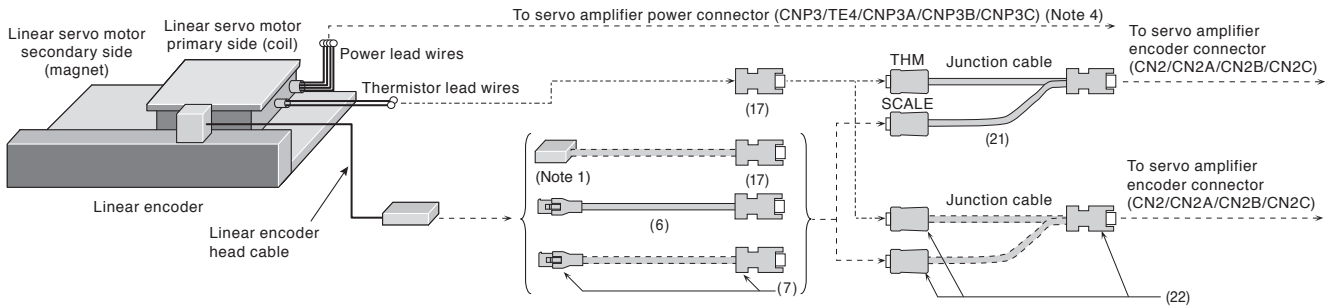 To servo amplifier power connector (CNP3/TE4/CNP3A/CNP3B/CNP3C) (Note 4)
Linear servo motor
secondary side
(magnet)
Linear servo motor
primary side (coil)
Power lead wires
Thermistor lead wires
(17)
THM
Junction cable
SCALE
(21)
To servo amplifier
encoder connector
(CN2/CN2A/CN2B/CN2C)
Linear encoder
Linear encoder
head cable
(Note 1)
(17)
(6)
(7)
Junction cable
(22)
To servo amplifier
encoder connector
(CN2/CN2A/CN2B/CN2C)